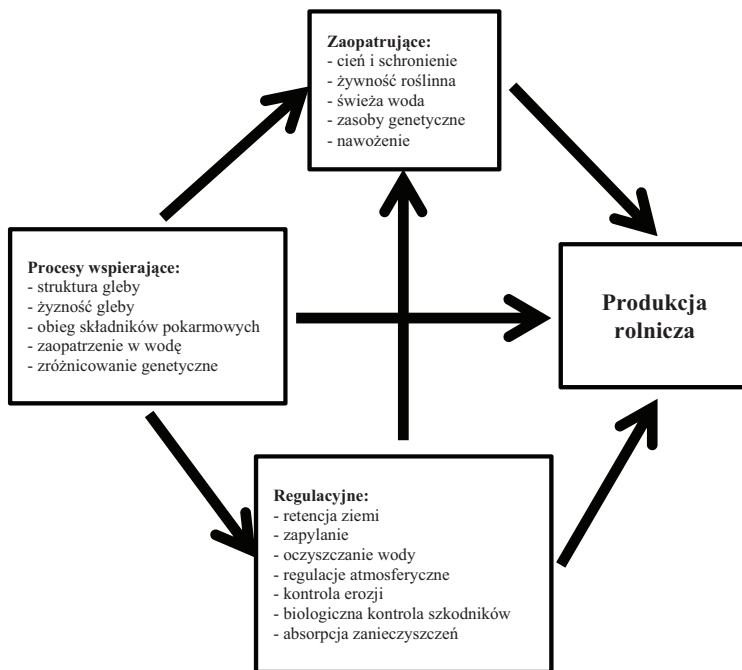 Zaopatrujące:
- cień i schronienie
- żywność roślinna
- świeża woda
- zasoby genetyczne
- nawożenie
Procesy wspierające:
- struktura gleby
- żyzność gleby
- obieg składników pokarmowych
- zaopatrzenie w wodę
- zróżnicowanie genetyczne
Produkcja
rolnicza
Regulacyjne:
- retencja ziemi
- zapylanie
- oczyszczanie wody
- regulacje atmosferyczne
- kontrola erozji
- biologiczna kontrola szkodników
- absorpcja zanieczyszczeń